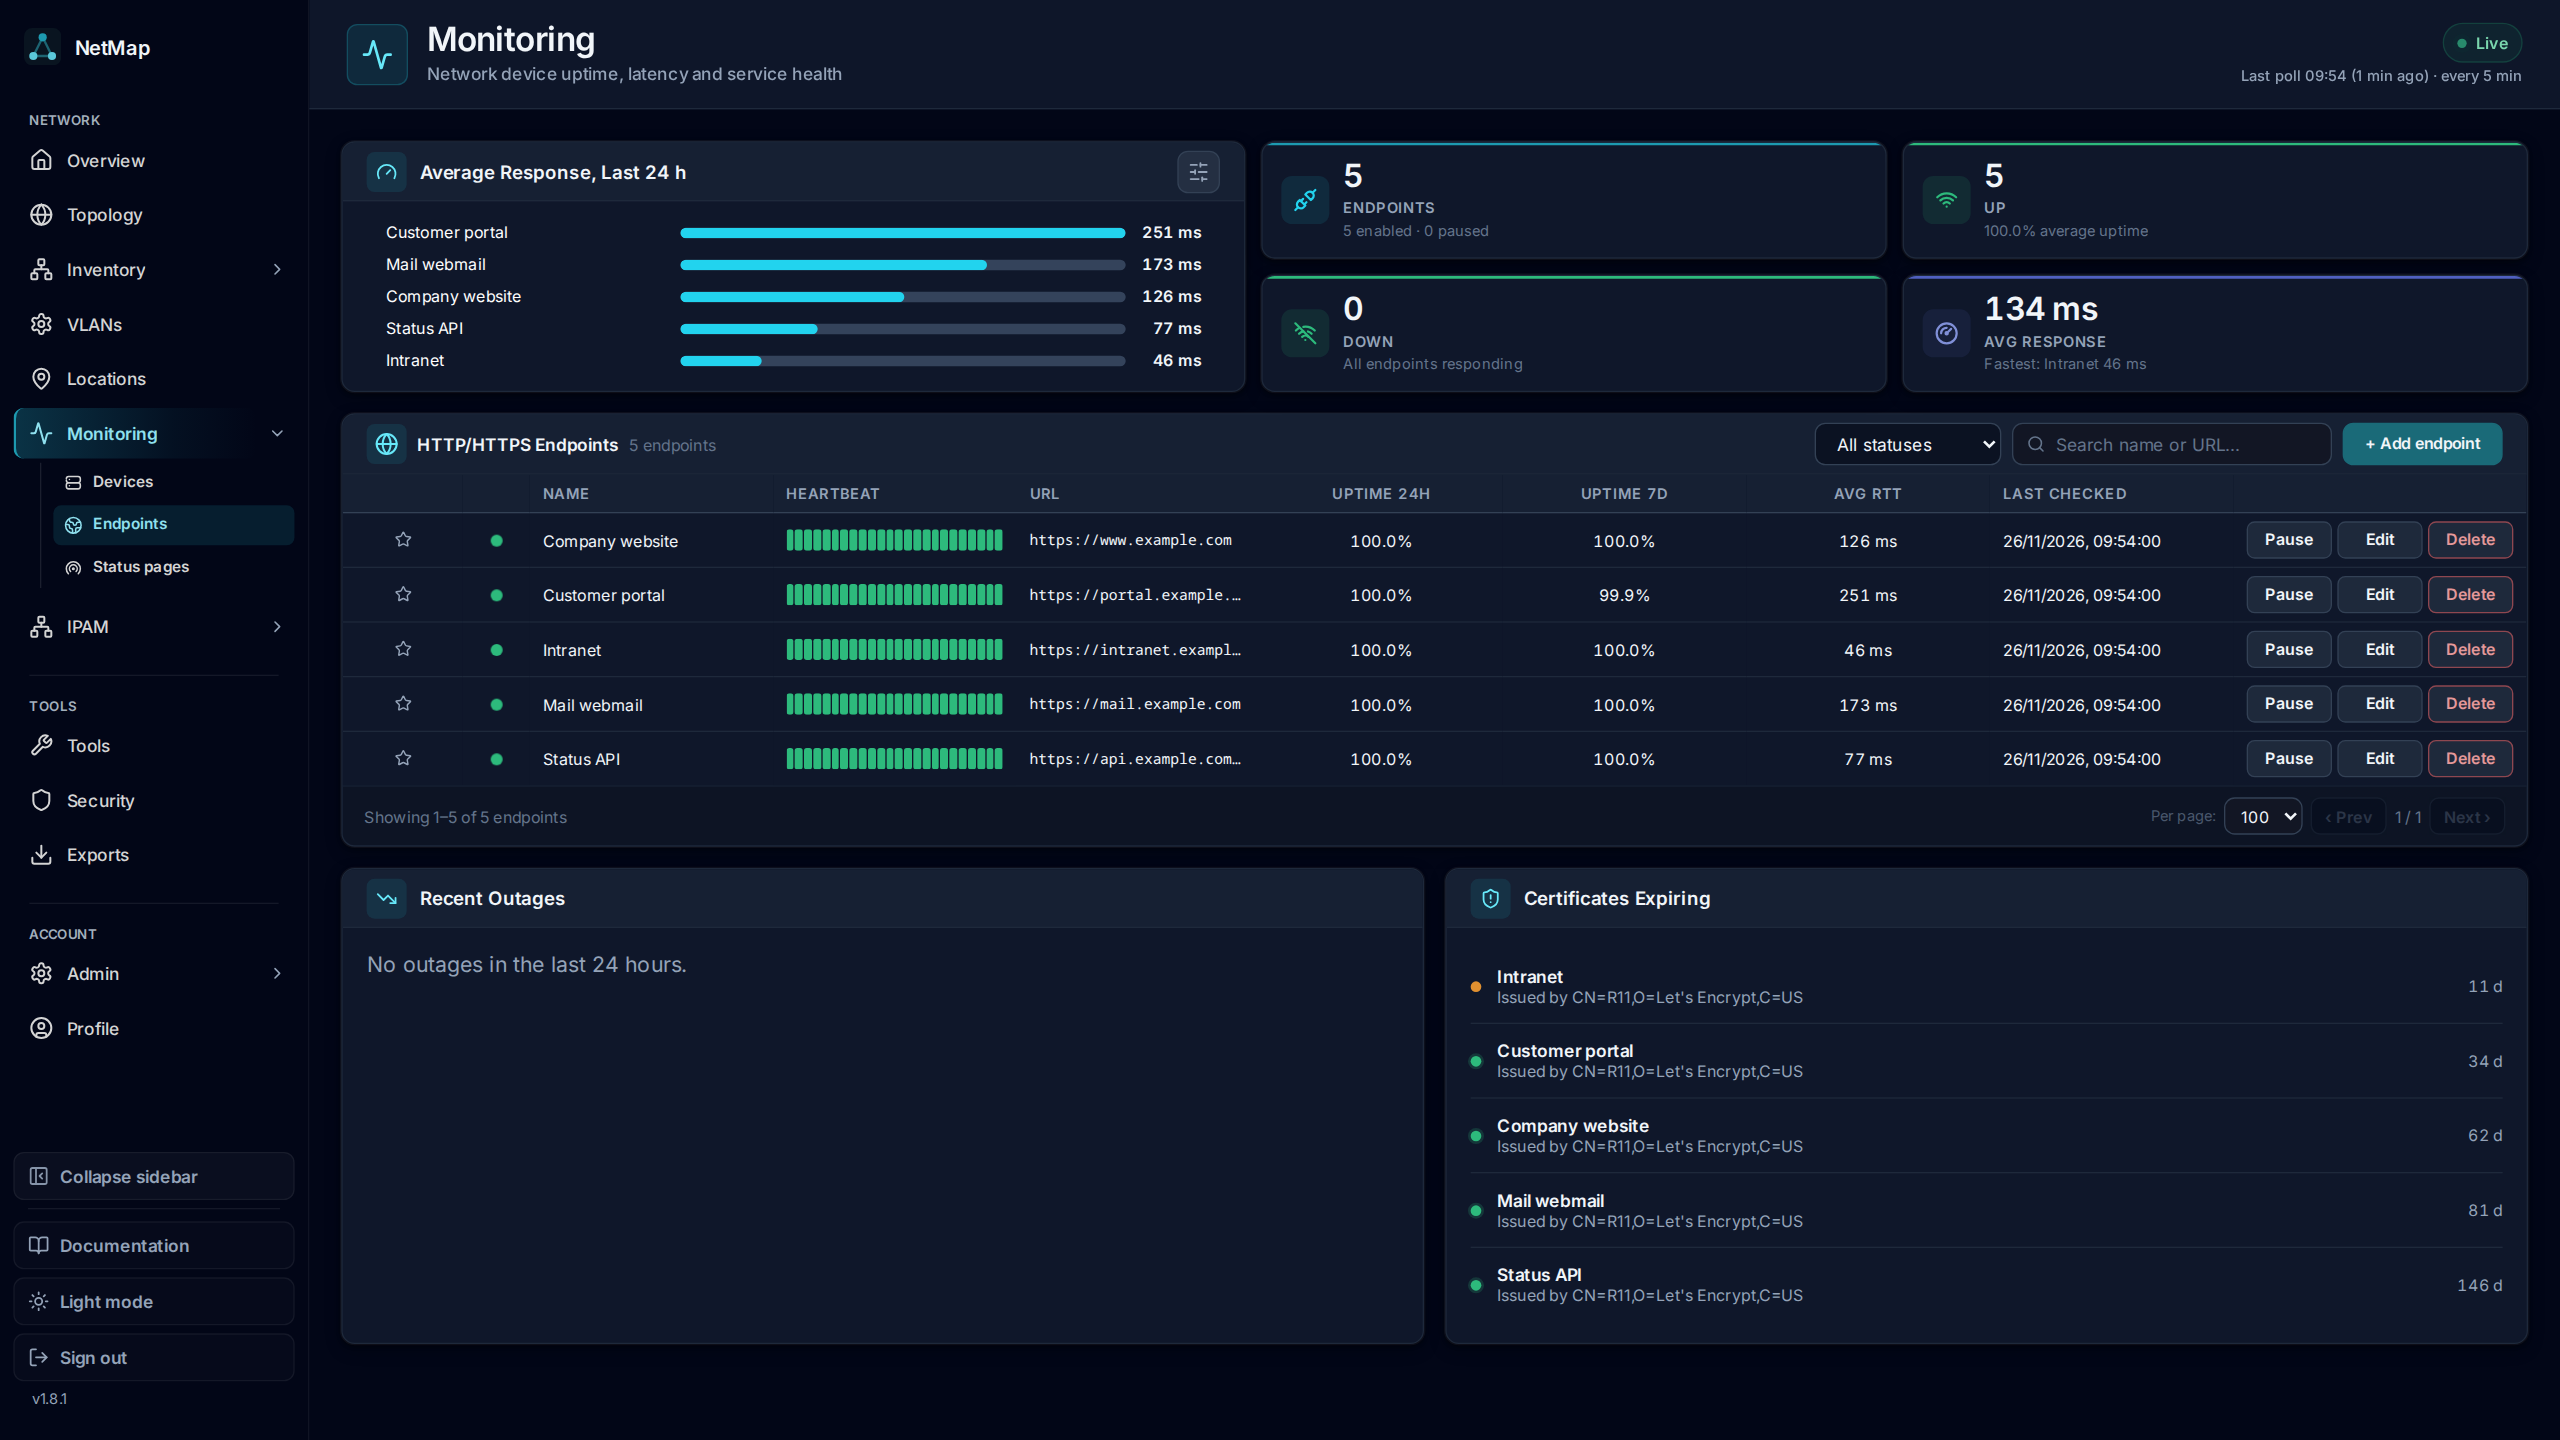 NetMap
NETWORK
Overview
Topology
Inventory
VLANs
Locations
Monitoring
Devices
Endpoints
Status pages
IPAM
TOOLS
Tools
Security
Exports
ACCOUNT
Admin
Profile
Collapse sidebar
Documentation
Light mode
Sign out
v1.8.1
Monitoring
Network device uptime, latency and service health
Live
Last poll 09:54 (1 min ago) · every 5 min
Average Response, Last 24 h
Customer portal 251 ms
Mail webmail 173 ms
Company website 126 ms
Status API 77 ms
Intranet 46 ms
5
ENDPOINTS
5 enabled · 0 paused
5
UP
100.0% average uptime
0
DOWN
All endpoints responding
134 ms
AVG RESPONSE
Fastest: Intranet 46 ms
HTTP/HTTPS Endpoints 5 endpoints
All statuses
Search name or URL...
+ Add endpoint
NAME HEARTBEAT URL UPTIME 24H UPTIME 7D AVG RTT LAST CHECKED
Company website https://www.example.com 100.0% 100.0% 126 ms 26/11/2026, 09:54:00 Pause Edit Delete
Customer portal https://portal.example.… 100.0% 99.9% 251 ms 26/11/2026, 09:54:00 Pause Edit Delete
Intranet https://intranet.exampl… 100.0% 100.0% 46 ms 26/11/2026, 09:54:00 Pause Edit Delete
Mail webmail https://mail.example.com 100.0% 100.0% 173 ms 26/11/2026, 09:54:00 Pause Edit Delete
Status API https://api.example.com… 100.0% 100.0% 77 ms 26/11/2026, 09:54:00 Pause Edit Delete
Showing 1–5 of 5 endpoints
Per page: 100 ‹ Prev 1 / 1 Next ›
Recent Outages
No outages in the last 24 hours.
Certificates Expiring
Intranet
Issued by CN=R11,O=Let's Encrypt,C=US
11 d
Customer portal
Issued by CN=R11,O=Let's Encrypt,C=US
34 d
Company website
Issued by CN=R11,O=Let's Encrypt,C=US
62 d
Mail webmail
Issued by CN=R11,O=Let's Encrypt,C=US
81 d
Status API
Issued by CN=R11,O=Let's Encrypt,C=US
146 d